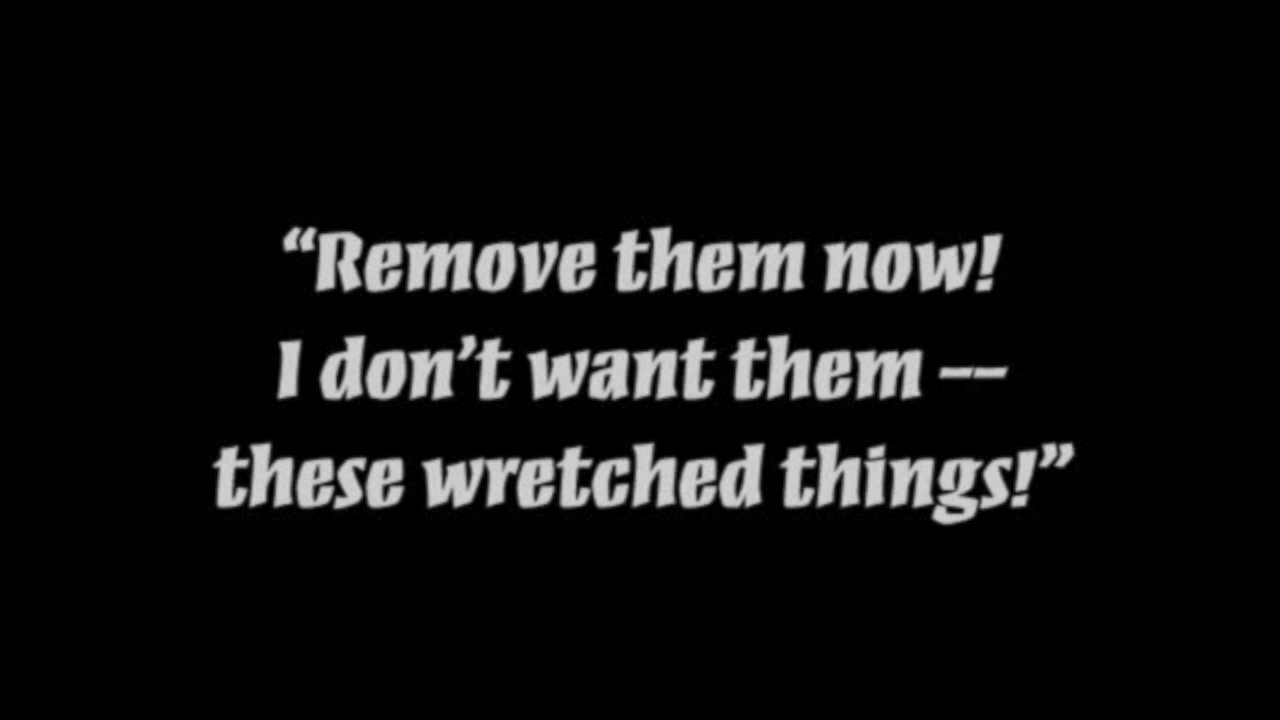 “Remove them now!
I don’t want them --
these wretched things!”